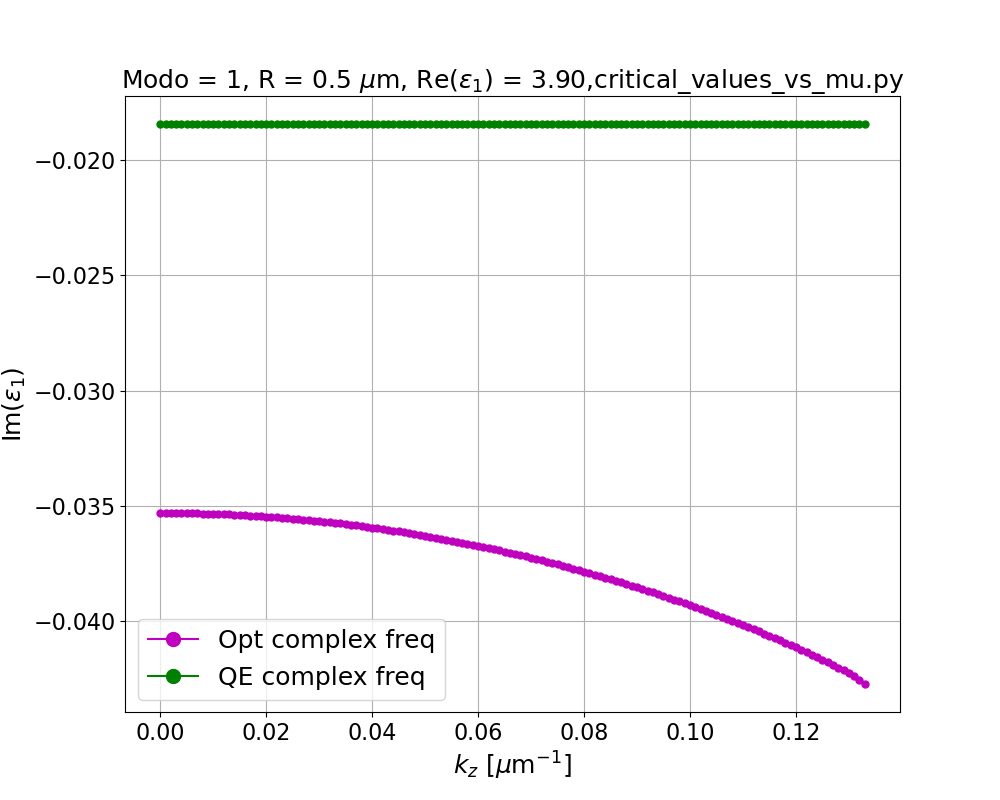 Modo = 1, R = 0.5 μm, Re(ε₁) = 3.90,critical_values_vs_mu.py
Im(ε₁)
−0.020
−0.025
−0.030
−0.035
−0.040
Opt complex freq
QE complex freq
0.00 0.02 0.04 0.06 0.08 0.10 0.12
k_z [μm⁻¹]